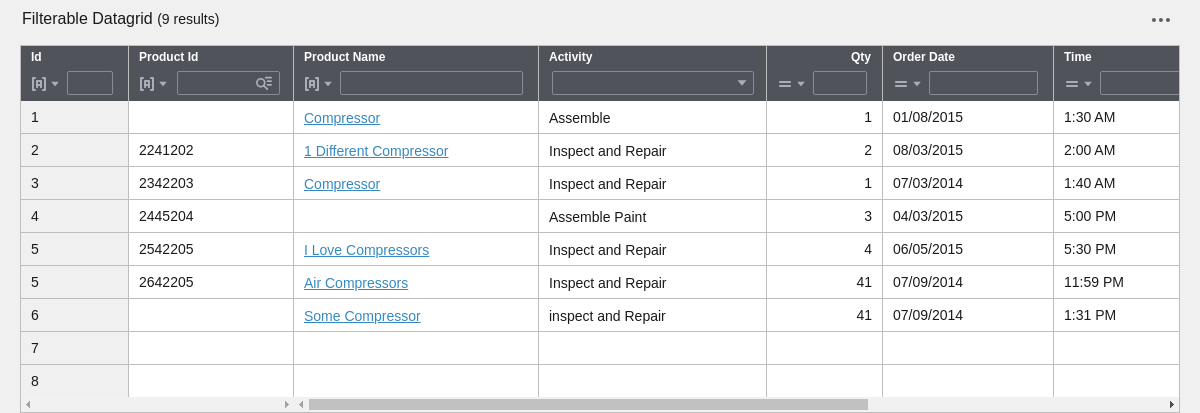 Filterable Datagrid (9 results)
Id Product Id Product Name Activity Qty Order Date Time
1 Compressor Assemble 1 01/08/2015 1:30 AM
2 2241202 1 Different Compressor Inspect and Repair 2 08/03/2015 2:00 AM
3 2342203 Compressor Inspect and Repair 1 07/03/2014 1:40 AM
4 2445204 Assemble Paint 3 04/03/2015 5:00 PM
5 2542205 I Love Compressors Inspect and Repair 4 06/05/2015 5:30 PM
5 2642205 Air Compressors Inspect and Repair 41 07/09/2014 11:59 PM
6 Some Compressor inspect and Repair 41 07/09/2014 1:31 PM
7
8